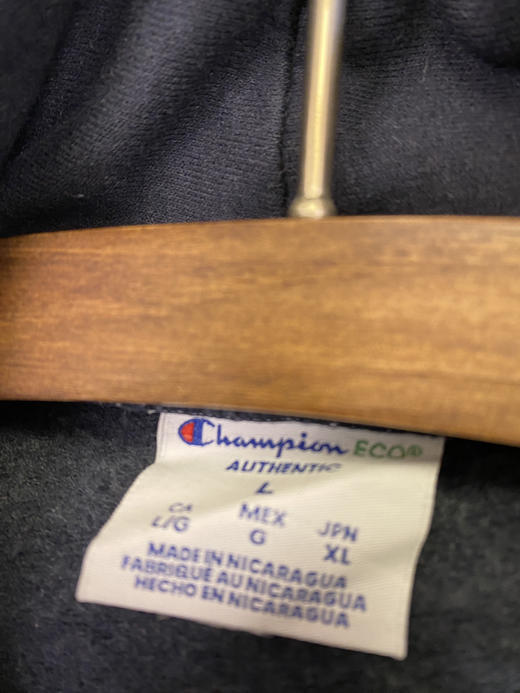 Champion ECO®
AUTHENTIC
L
CA MEX JPN
L/G G XL
MADE IN NICARAGUA
FABRIQUÉ AU NICARAGUA
HECHO EN NICARAGUA